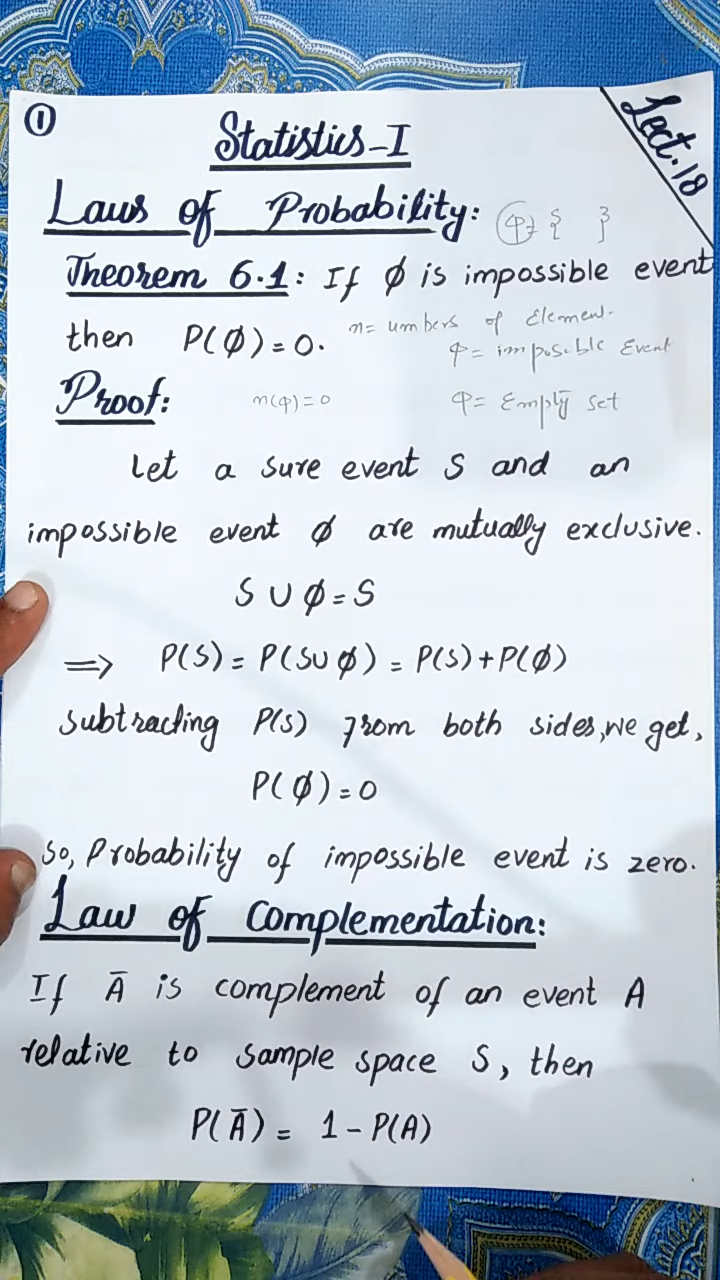 ①
Statistics-I
Lect.18
Laws of Probability:
φ = { }
Theorem 6.1: If ϕ is impossible event
then P(ϕ)=0.
n= umbers of Element.
φ= imposible Event
Proof:
n(φ)=0
φ= Empty set
Let a sure event S and an
impossible event ϕ are mutually exclusive.
S ∪ ϕ = S
⟹ P(S) = P(S∪ϕ) = P(S)+P(ϕ)
subtracting P(S) from both sides,we get,
P(ϕ)=0
So, Probability of impossible event is zero.
Law of Complementation:
If Ā is complement of an event A
relative to sample space S, then
P(Ā) = 1 - P(A)